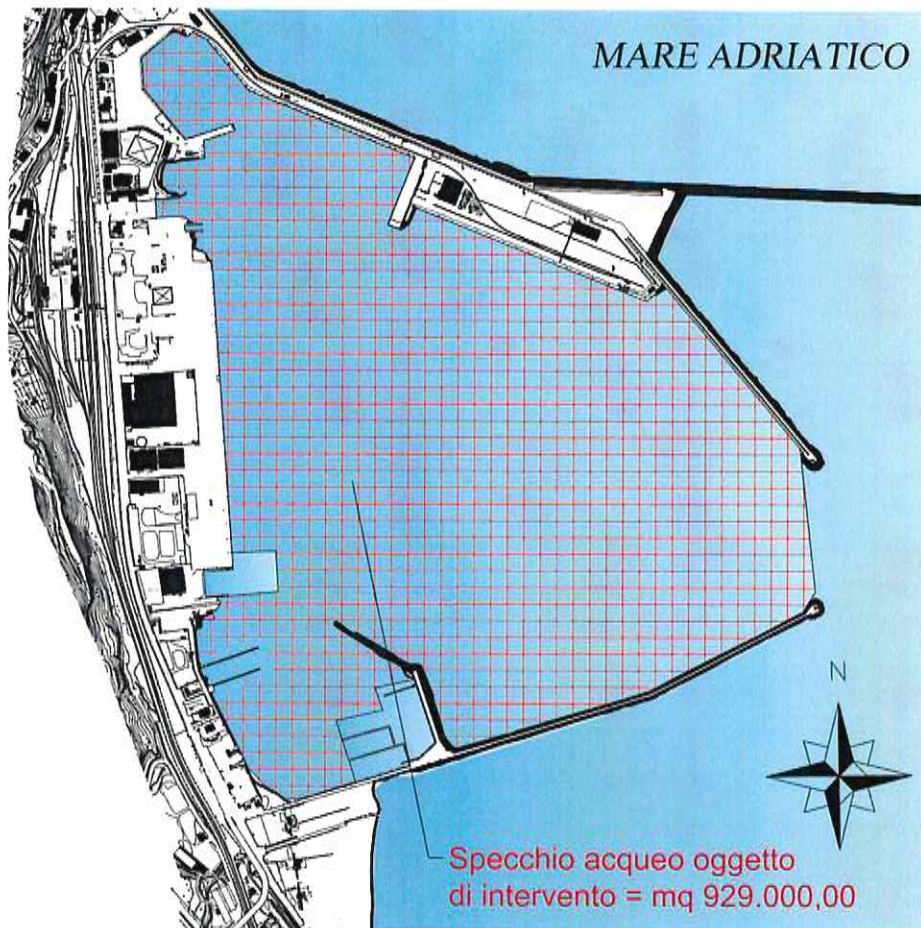 MARE ADRIATICO
N
Specchio acqueo oggetto
di intervento = mq 929.000,00